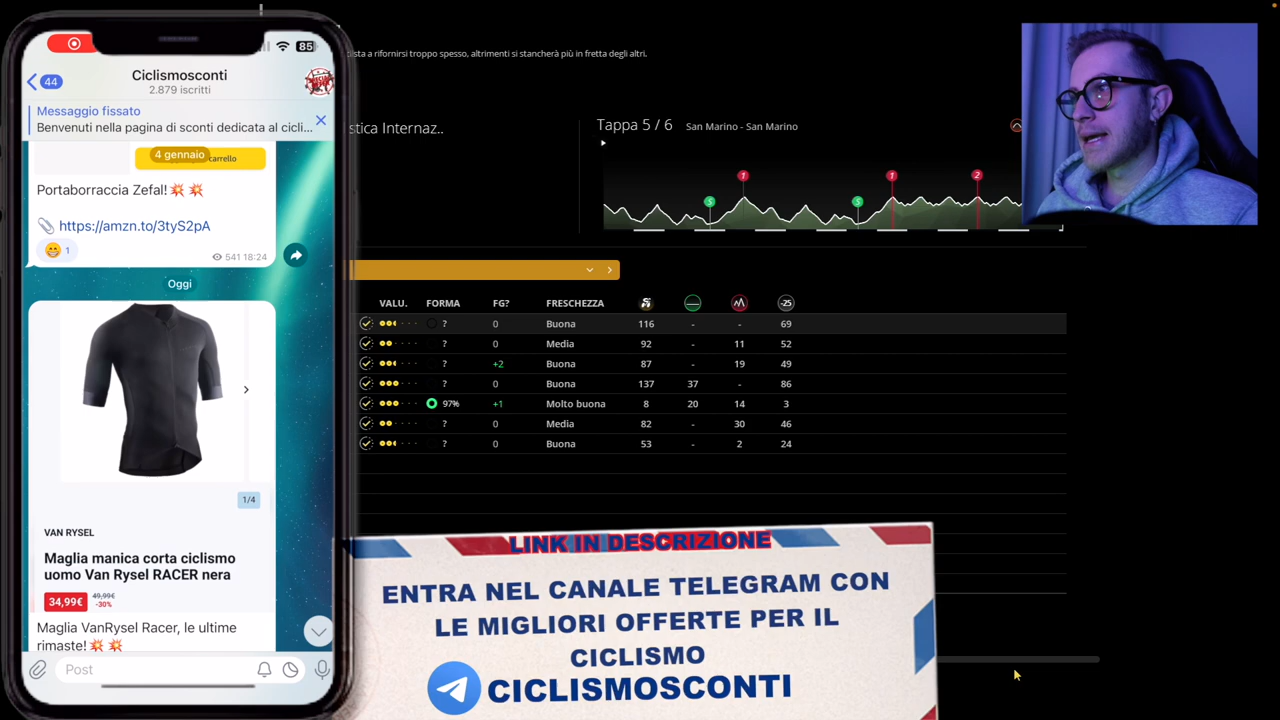 85
44
Ciclismosconti
2.879 iscritti
Messaggio fissato
Benvenuti nella pagina di sconti dedicata al cicli...
4 gennaio
carrello
Portaborraccia Zefal!💥 💥
https://amzn.to/3tyS2pA
😁 1
541 18:24
Oggi
1/4
VAN RYSEL
Maglia manica corta ciclismo
uomo Van Rysel RACER nera
34,99€ 49,99€
-30%
Maglia VanRysel Racer, le ultime
rimaste!💥 💥
Post
ista a rifornirsi troppo spesso, altrimenti si stancherà più in fretta degli altri.
stica Internaz..
Tappa 5 / 6 San Marino - San Marino
1 1 2
S S
VALU. FORMA FG? FRESCHEZZA -25
? 0 Buona 116 - - 69
? 0 Media 92 - 11 52
? +2 Buona 87 - 19 49
? 0 Buona 137 37 - 86
97% +1 Molto buona 8 20 14 3
? 0 Media 82 - 30 46
? 0 Buona 53 - 2 24
LINK IN DESCRIZIONE
ENTRA NEL CANALE TELEGRAM CON
LE MIGLIORI OFFERTE PER IL
CICLISMO
CICLISMOSCONTI